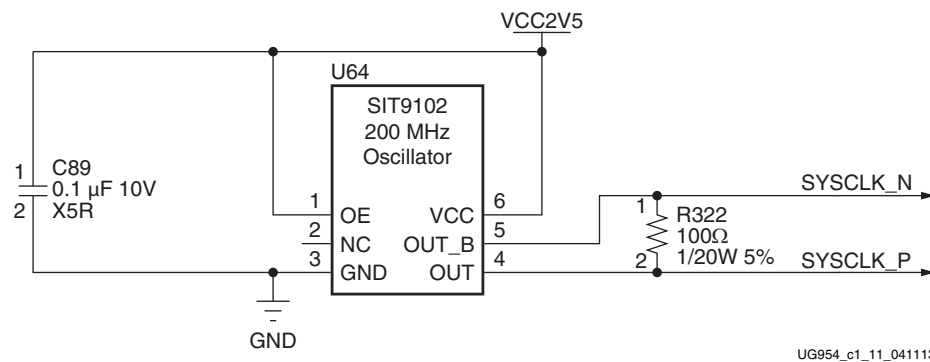 VCC2V5
U64
SIT9102
200 MHz
Oscillator
1
C89
0.1 µF 10V
X5R
2
1
OE
2
NC
3
GND
VCC
6
OUT_B
5
OUT
4
SYSCLK_N
1
R322
100Ω
1/20W 5%
2
SYSCLK_P
GND